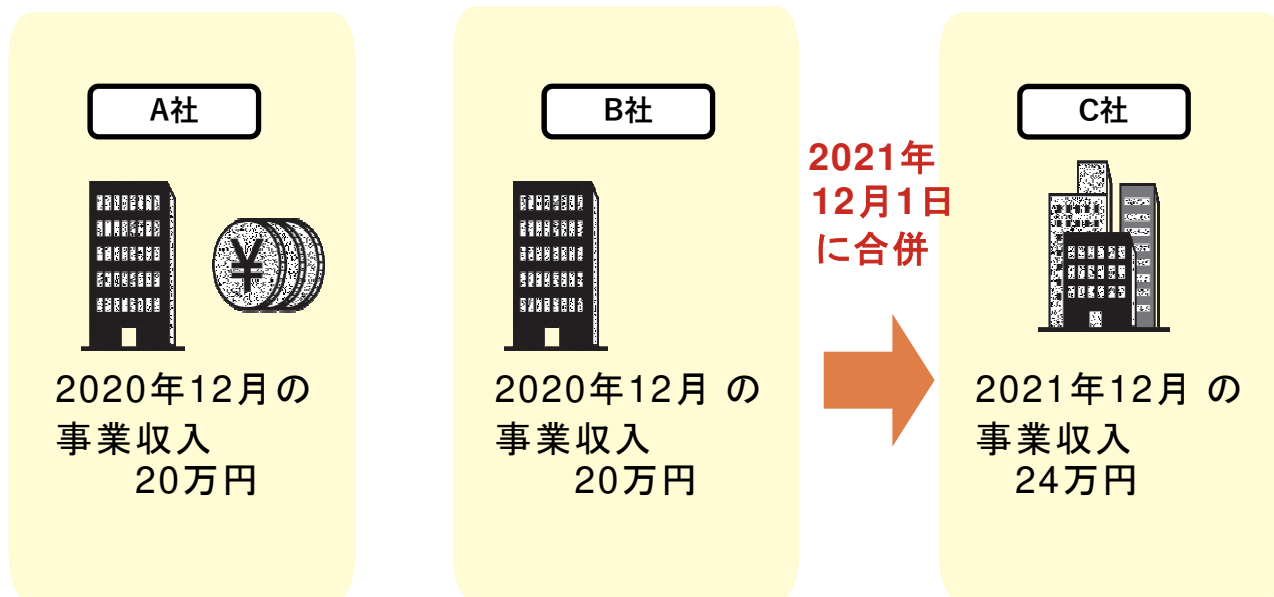 A社
2020年12月の
事業収入
20万円
B社
2020年12月 の
事業収入
20万円
2021年
12月1日
に合併
C社
2021年12月 の
事業収入
24万円